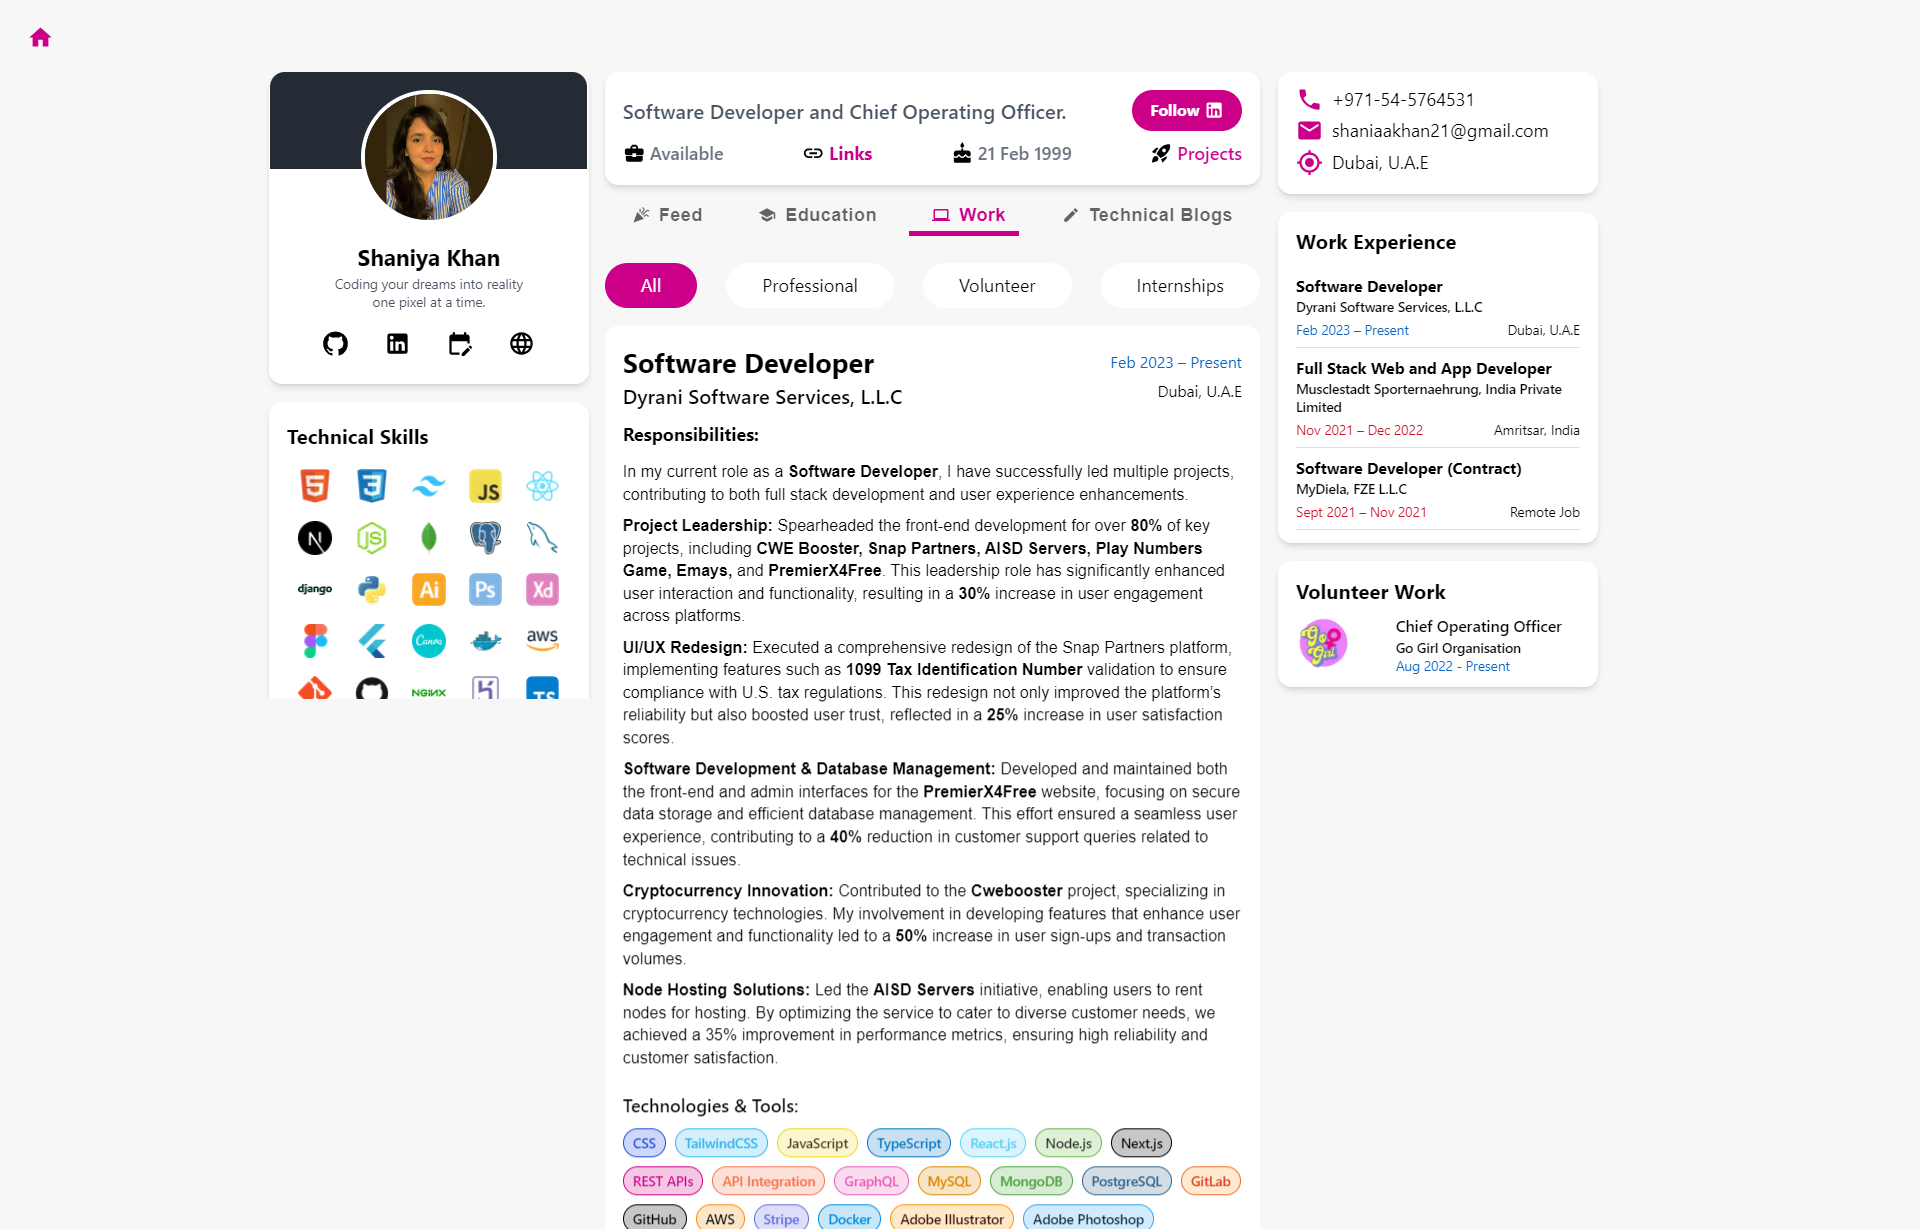 Shaniya Khan
Coding your dreams into reality
one pixel at a time.
Technical Skills
JS
N
JS
django
Ai
Ps
Xd
Canva
aws
NGINX
TS
Software Developer and Chief Operating Officer.
Follow
Available
Links
21 Feb 1999
Projects
Feed
Education
Work
Technical Blogs
All
Professional
Volunteer
Internships
Software Developer
Feb 2023 – Present
Dyrani Software Services, L.L.C
Dubai, U.A.E
Responsibilities:
In my current role as a Software Developer, I have successfully led multiple projects,
contributing to both full stack development and user experience enhancements.
Project Leadership: Spearheaded the front-end development for over 80% of key
projects, including CWE Booster, Snap Partners, AISD Servers, Play Numbers
Game, Emays, and PremierX4Free. This leadership role has significantly enhanced
user interaction and functionality, resulting in a 30% increase in user engagement
across platforms.
UI/UX Redesign: Executed a comprehensive redesign of the Snap Partners platform,
implementing features such as 1099 Tax Identification Number validation to ensure
compliance with U.S. tax regulations. This redesign not only improved the platform’s
reliability but also boosted user trust, reflected in a 25% increase in user satisfaction
scores.
Software Development & Database Management: Developed and maintained both
the front-end and admin interfaces for the PremierX4Free website, focusing on secure
data storage and efficient database management. This effort ensured a seamless user
experience, contributing to a 40% reduction in customer support queries related to
technical issues.
Cryptocurrency Innovation: Contributed to the Cwebooster project, specializing in
cryptocurrency technologies. My involvement in developing features that enhance user
engagement and functionality led to a 50% increase in user sign-ups and transaction
volumes.
Node Hosting Solutions: Led the AISD Servers initiative, enabling users to rent
nodes for hosting. By optimizing the service to cater to diverse customer needs, we
achieved a 35% improvement in performance metrics, ensuring high reliability and
customer satisfaction.
Technologies & Tools:
CSS TailwindCSS JavaScript TypeScript React.js Node.js Next.js
REST APIs API Integration GraphQL MySQL MongoDB PostgreSQL GitLab
GitHub AWS Stripe Docker Adobe Illustrator Adobe Photoshop
+971-54-5764531
shaniaakhan21@gmail.com
Dubai, U.A.E
Work Experience
Software Developer
Dyrani Software Services, L.L.C
Feb 2023 – Present
Dubai, U.A.E
Full Stack Web and App Developer
Musclestadt Sporternaehrung, India Private
Limited
Nov 2021 – Dec 2022
Amritsar, India
Software Developer (Contract)
MyDiela, FZE L.L.C
Sept 2021 – Nov 2021
Remote Job
Volunteer Work
Go
Girl
Chief Operating Officer
Go Girl Organisation
Aug 2022 - Present